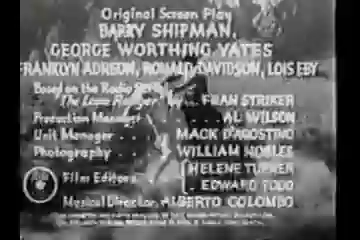 Original Screen Play
BARRY SHIPMAN,
GEORGE WORTHING YATES
FRANKLYN ADREON, RONALD DAVIDSON, LOIS EBY
Based on the Radio
The Lone Ranger FRAN STRIKER
Production Manager AL WILSON
Unit Manager . . . MACK D'AGOSTINO
Photography . . . WILLIAM NOBLES
Film Editors HELENE TURNER
EDWARD TODD
Musical Director, ALBERTO COLOMBO